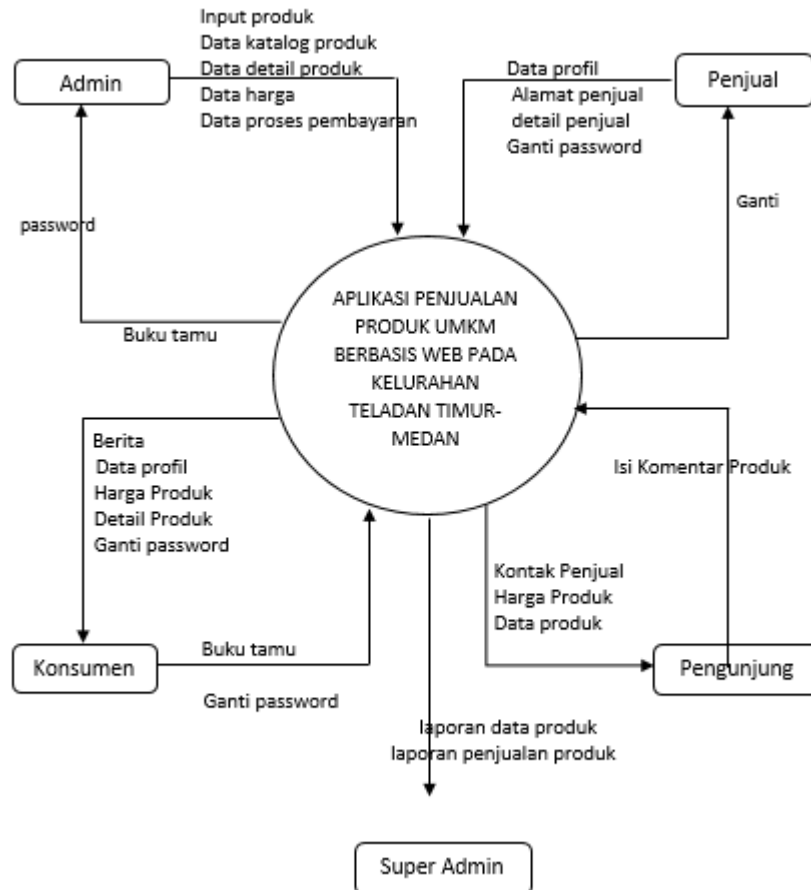 Input produk
Data katalog produk
Data detail produk
Data harga
Data proses pembayaran
Admin
Data profil
Alamat penjual
detail penjual
Ganti password
Penjual
password
Ganti
Buku tamu
APLIKASI PENJUALAN
PRODUK UMKM
BERBASIS WEB PADA
KELURAHAN
TELADAN TIMUR-
MEDAN
Berita
Data profil
Harga Produk
Detail Produk
Ganti password
Isi Komentar Produk
Kontak Penjual
Harga Produk
Data produk
Konsumen
Buku tamu
Ganti password
Pengunjung
laporan data produk
laporan penjualan produk
Super Admin